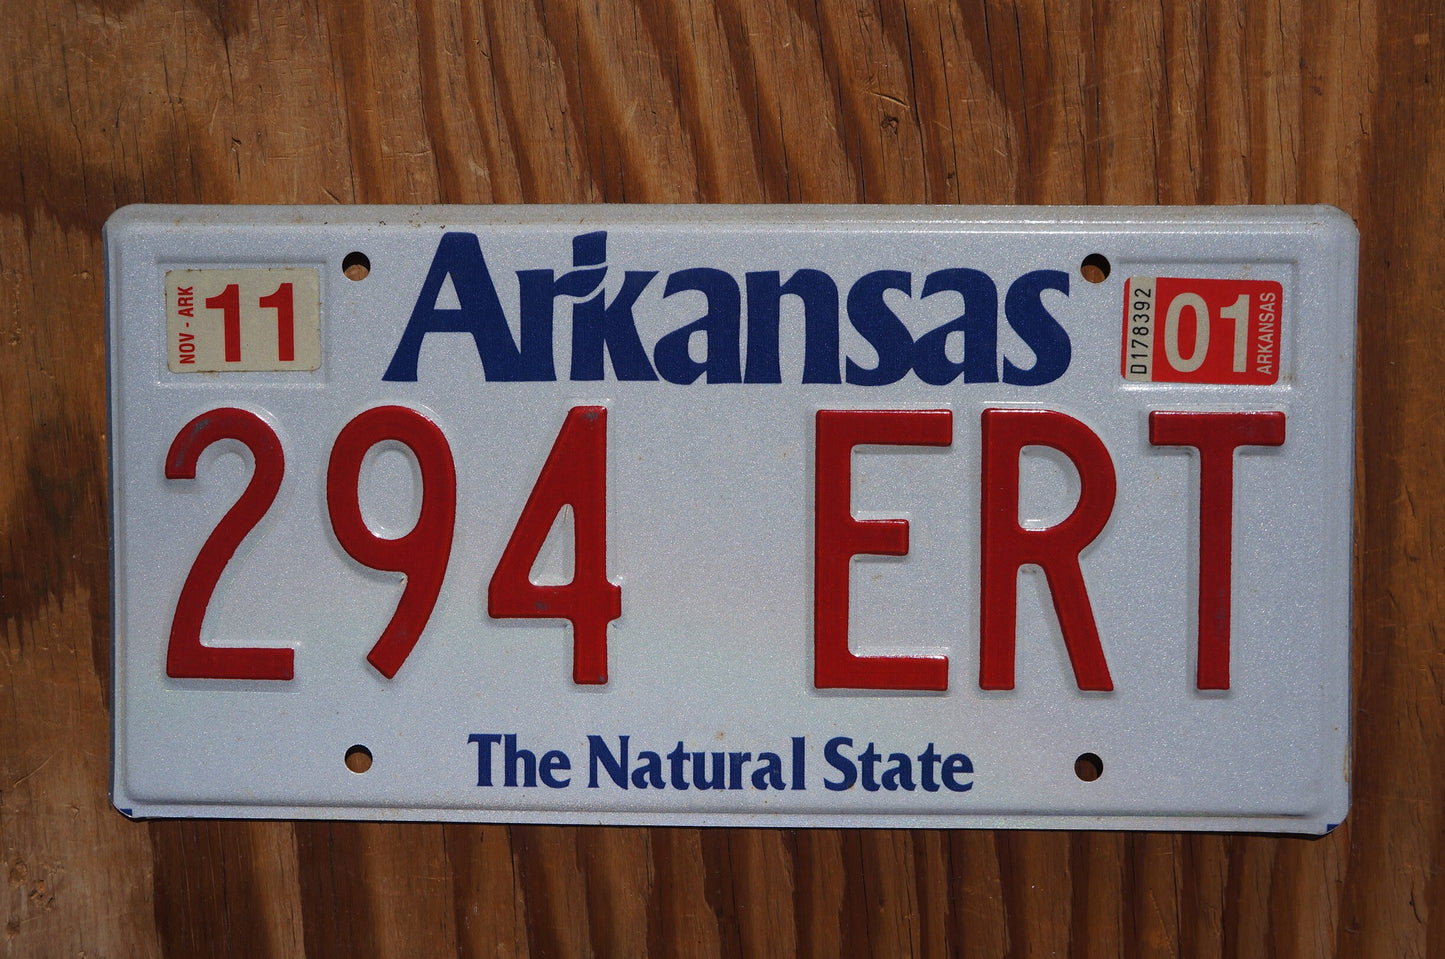 Arkansas
NOV - ARK
11
D178392
01
ARKANSAS
294 ERT
The Natural State